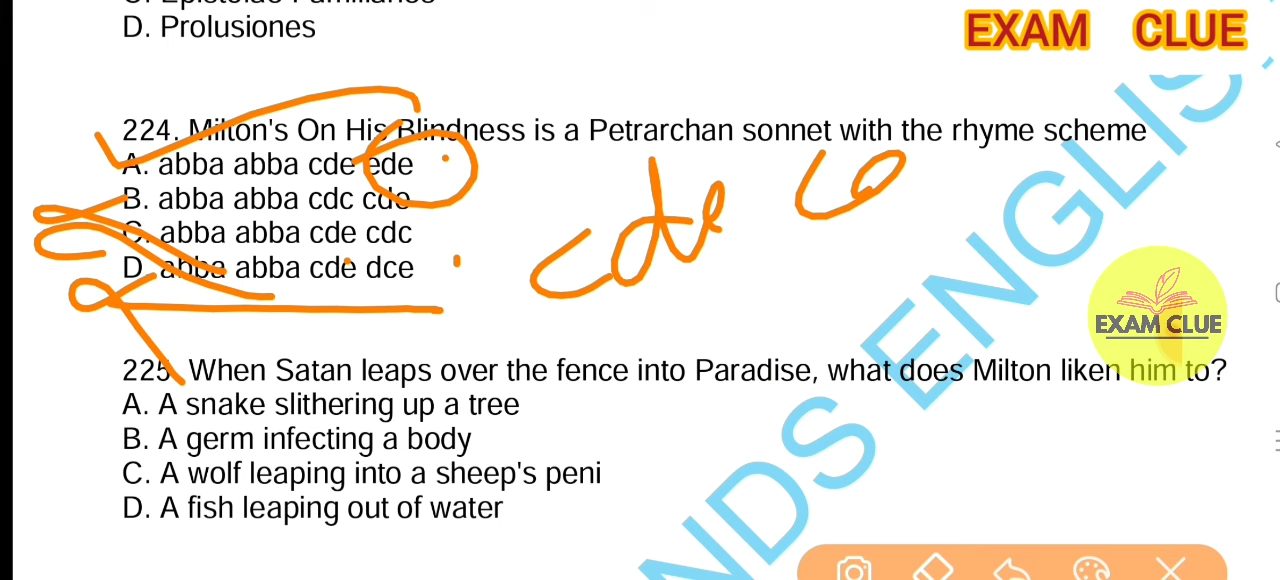 D. Prolusiones
EXAM CLUE
224. Milton's On His Blindness is a Petrarchan sonnet with the rhyme scheme
A. abba abba cde ede
B. abba abba cdc cde
C. abba abba cde cdc
D. abba abba cde dce
cde
225. When Satan leaps over the fence into Paradise, what does Milton liken him to?
A. A snake slithering up a tree
B. A germ infecting a body
C. A wolf leaping into a sheep's peni
D. A fish leaping out of water
EXAM CLUE
NDS ENGLIS